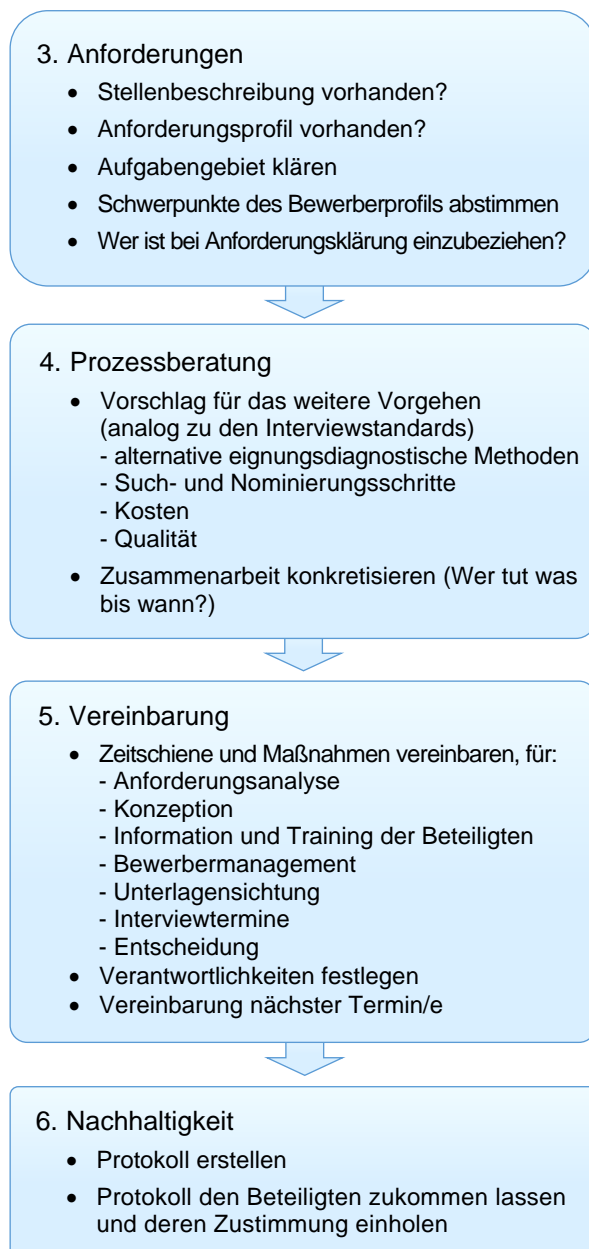 3. Anforderungen
• Stellenbeschreibung vorhanden?
• Anforderungsprofil vorhanden?
• Aufgabengebiet klären
• Schwerpunkte des Bewerberprofils abstimmen
• Wer ist bei Anforderungsklärung einzubeziehen?
4. Prozessberatung
• Vorschlag für das weitere Vorgehen
(analog zu den Interviewstandards)
- alternative eignungsdiagnostische Methoden
- Such- und Nominierungsschritte
- Kosten
- Qualität
• Zusammenarbeit konkretisieren (Wer tut was
bis wann?)
5. Vereinbarung
• Zeitschiene und Maßnahmen vereinbaren, für:
- Anforderungsanalyse
- Konzeption
- Information und Training der Beteiligten
- Bewerbermanagement
- Unterlagensichtung
- Interviewtermine
- Entscheidung
• Verantwortlichkeiten festlegen
• Vereinbarung nächster Termin/e
6. Nachhaltigkeit
• Protokoll erstellen
• Protokoll den Beteiligten zukommen lassen
und deren Zustimmung einholen